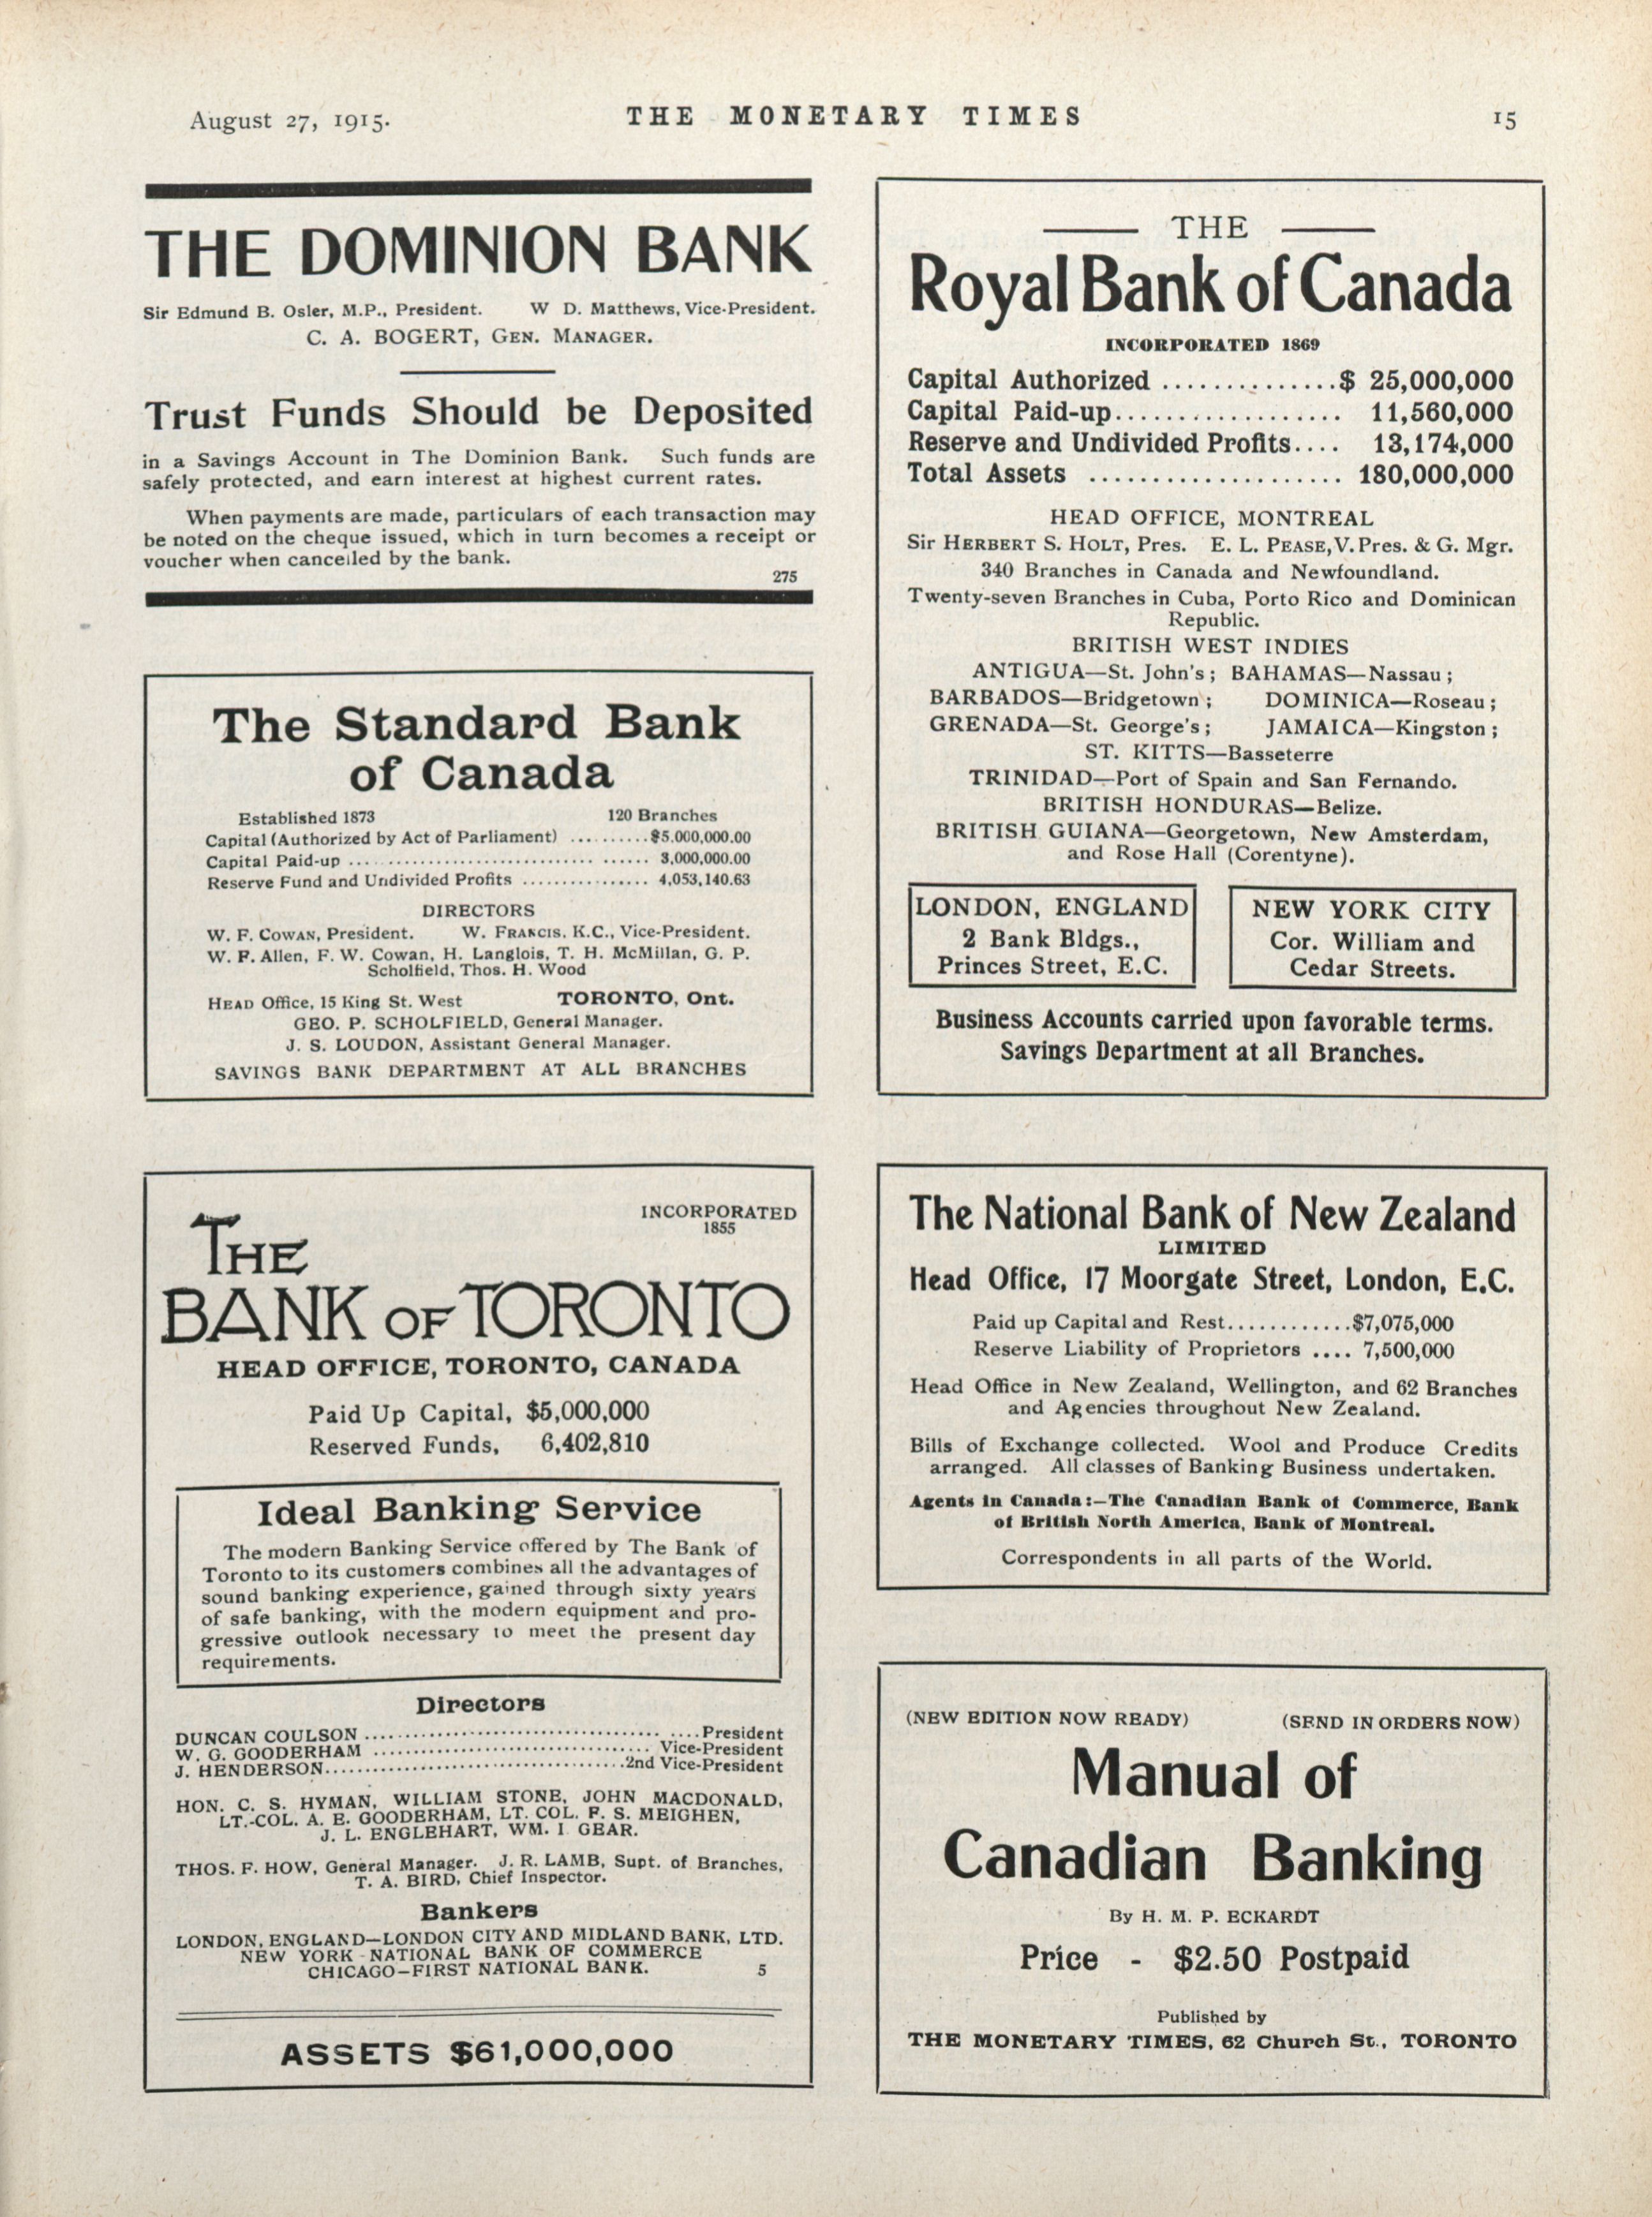 August 27, 1915.
THE MONETARY TIMES
15
THE DOMINION BANK
Sir Edmund B. Osler, M.P., President. W D. Matthews, Vice-President.
C. A. BOGERT, GEN. MANAGER.
Trust Funds Should be Deposited
in a Savings Account in The Dominion Bank. Such funds are
safely protected, and earn interest at highest current rates.
When payments are made, particulars of each transaction may
be noted on the cheque issued, which in turn becomes a receipt or
voucher when cancelled by the bank.
275
The Standard Bank
of Canada
Established 1873 120 Branches
Capital (Authorized by Act of Parliament) .......... $5,000,000.00
Capital Paid-up .................................... 3,000,000.00
Reserve Fund and Undivided Profits ................ 4,053,140.63
DIRECTORS
W. F. COWAN, President. W. FRANCIS, K.C., Vice-President.
W. F. Allen, F. W. Cowan, H. Langlois, T. H. McMillan, G. P.
Scholfield, Thos. H. Wood
HEAD Office, 15 King St. West TORONTO, Ont.
GEO. P. SCHOLFIELD, General Manager.
J. S. LOUDON, Assistant General Manager.
SAVINGS BANK DEPARTMENT AT ALL BRANCHES
INCORPORATED
1855
THE
BANK OF TORONTO
HEAD OFFICE, TORONTO, CANADA
Paid Up Capital, $5,000,000
Reserved Funds, 6,402,810
Ideal Banking Service
The modern Banking Service offered by The Bank of
Toronto to its customers combines all the advantages of
sound banking experience, gained through sixty years
of safe banking, with the modern equipment and pro-
gressive outlook necessary to meet the present day
requirements.
Directors
DUNCAN COULSON ........................................ President
W. G. GOODERHAM .................................... Vice-President
J. HENDERSON........................................2nd Vice-President
HON. C. S. HYMAN, WILLIAM STONE, JOHN MACDONALD,
LT.-COL. A. E. GOODERHAM, LT. COL. F. S. MEIGHEN,
J. L. ENGLEHART, WM. I. GEAR.
THOS. F. HOW, General Manager. J. R. LAMB, Supt. of Branches,
T. A. BIRD, Chief Inspector.
Bankers
LONDON, ENGLAND—LONDON CITY AND MIDLAND BANK, LTD.
NEW YORK - NATIONAL BANK OF COMMERCE
CHICAGO—FIRST NATIONAL BANK. 5
ASSETS $61,000,000
THE
Royal Bank of Canada
INCORPORATED 1869
Capital Authorized ..............$ 25,000,000
Capital Paid-up.................. 11,560,000
Reserve and Undivided Profits.... 13,174,000
Total Assets .................... 180,000,000
HEAD OFFICE, MONTREAL
Sir HERBERT S. HOLT, Pres. E. L. PEASE, V. Pres. & G. Mgr.
340 Branches in Canada and Newfoundland.
Twenty-seven Branches in Cuba, Porto Rico and Dominican
Republic.
BRITISH WEST INDIES
ANTIGUA—St. John's; BAHAMAS—Nassau;
BARBADOS—Bridgetown; DOMINICA—Roseau;
GRENADA—St. George's; JAMAICA—Kingston;
ST. KITTS—Basseterre
TRINIDAD—Port of Spain and San Fernando.
BRITISH HONDURAS—Belize.
BRITISH GUIANA—Georgetown, New Amsterdam,
and Rose Hall (Corentyne).
LONDON, ENGLAND
2 Bank Bldgs.,
Princes Street, E.C.
NEW YORK CITY
Cor. William and
Cedar Streets.
Business Accounts carried upon favorable terms.
Savings Department at all Branches.
The National Bank of New Zealand
LIMITED
Head Office, 17 Moorgate Street, London, E.C.
Paid up Capital and Rest............$7,075,000
Reserve Liability of Proprietors .... 7,500,000
Head Office in New Zealand, Wellington, and 62 Branches
and Agencies throughout New Zealand.
Bills of Exchange collected. Wool and Produce Credits
arranged. All classes of Banking Business undertaken.
Agents in Canada:—The Canadian Bank of Commerce, Bank
of British North America, Bank of Montreal.
Correspondents in all parts of the World.
(NEW EDITION NOW READY) (SEND IN ORDERS NOW)
Manual of
Canadian Banking
By H. M. P. ECKARDT
Price - $2.50 Postpaid
Published by
THE MONETARY TIMES, 62 Church St., TORONTO